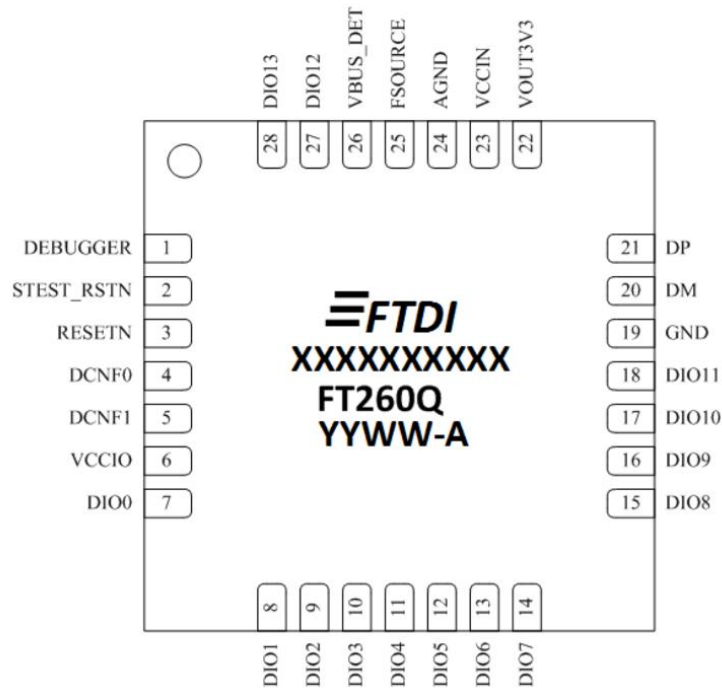 DIO13 DIO12 VBUS_DET FSOURCE AGND VCCIN VOUT3V3
28 27 26 25 24 23 22
DEBUGGER 1 21 DP
STEST_RSTN 2 20 DM
RESETN 3 19 GND
DCNF0 4 18 DIO11
DCNF1 5 17 DIO10
VCCIO 6 16 DIO9
DIO0 7 15 DIO8
FTDI
XXXXXXXXXX
FT260Q
YYWW-A
8 9 10 11 12 13 14
DIO1 DIO2 DIO3 DIO4 DIO5 DIO6 DIO7